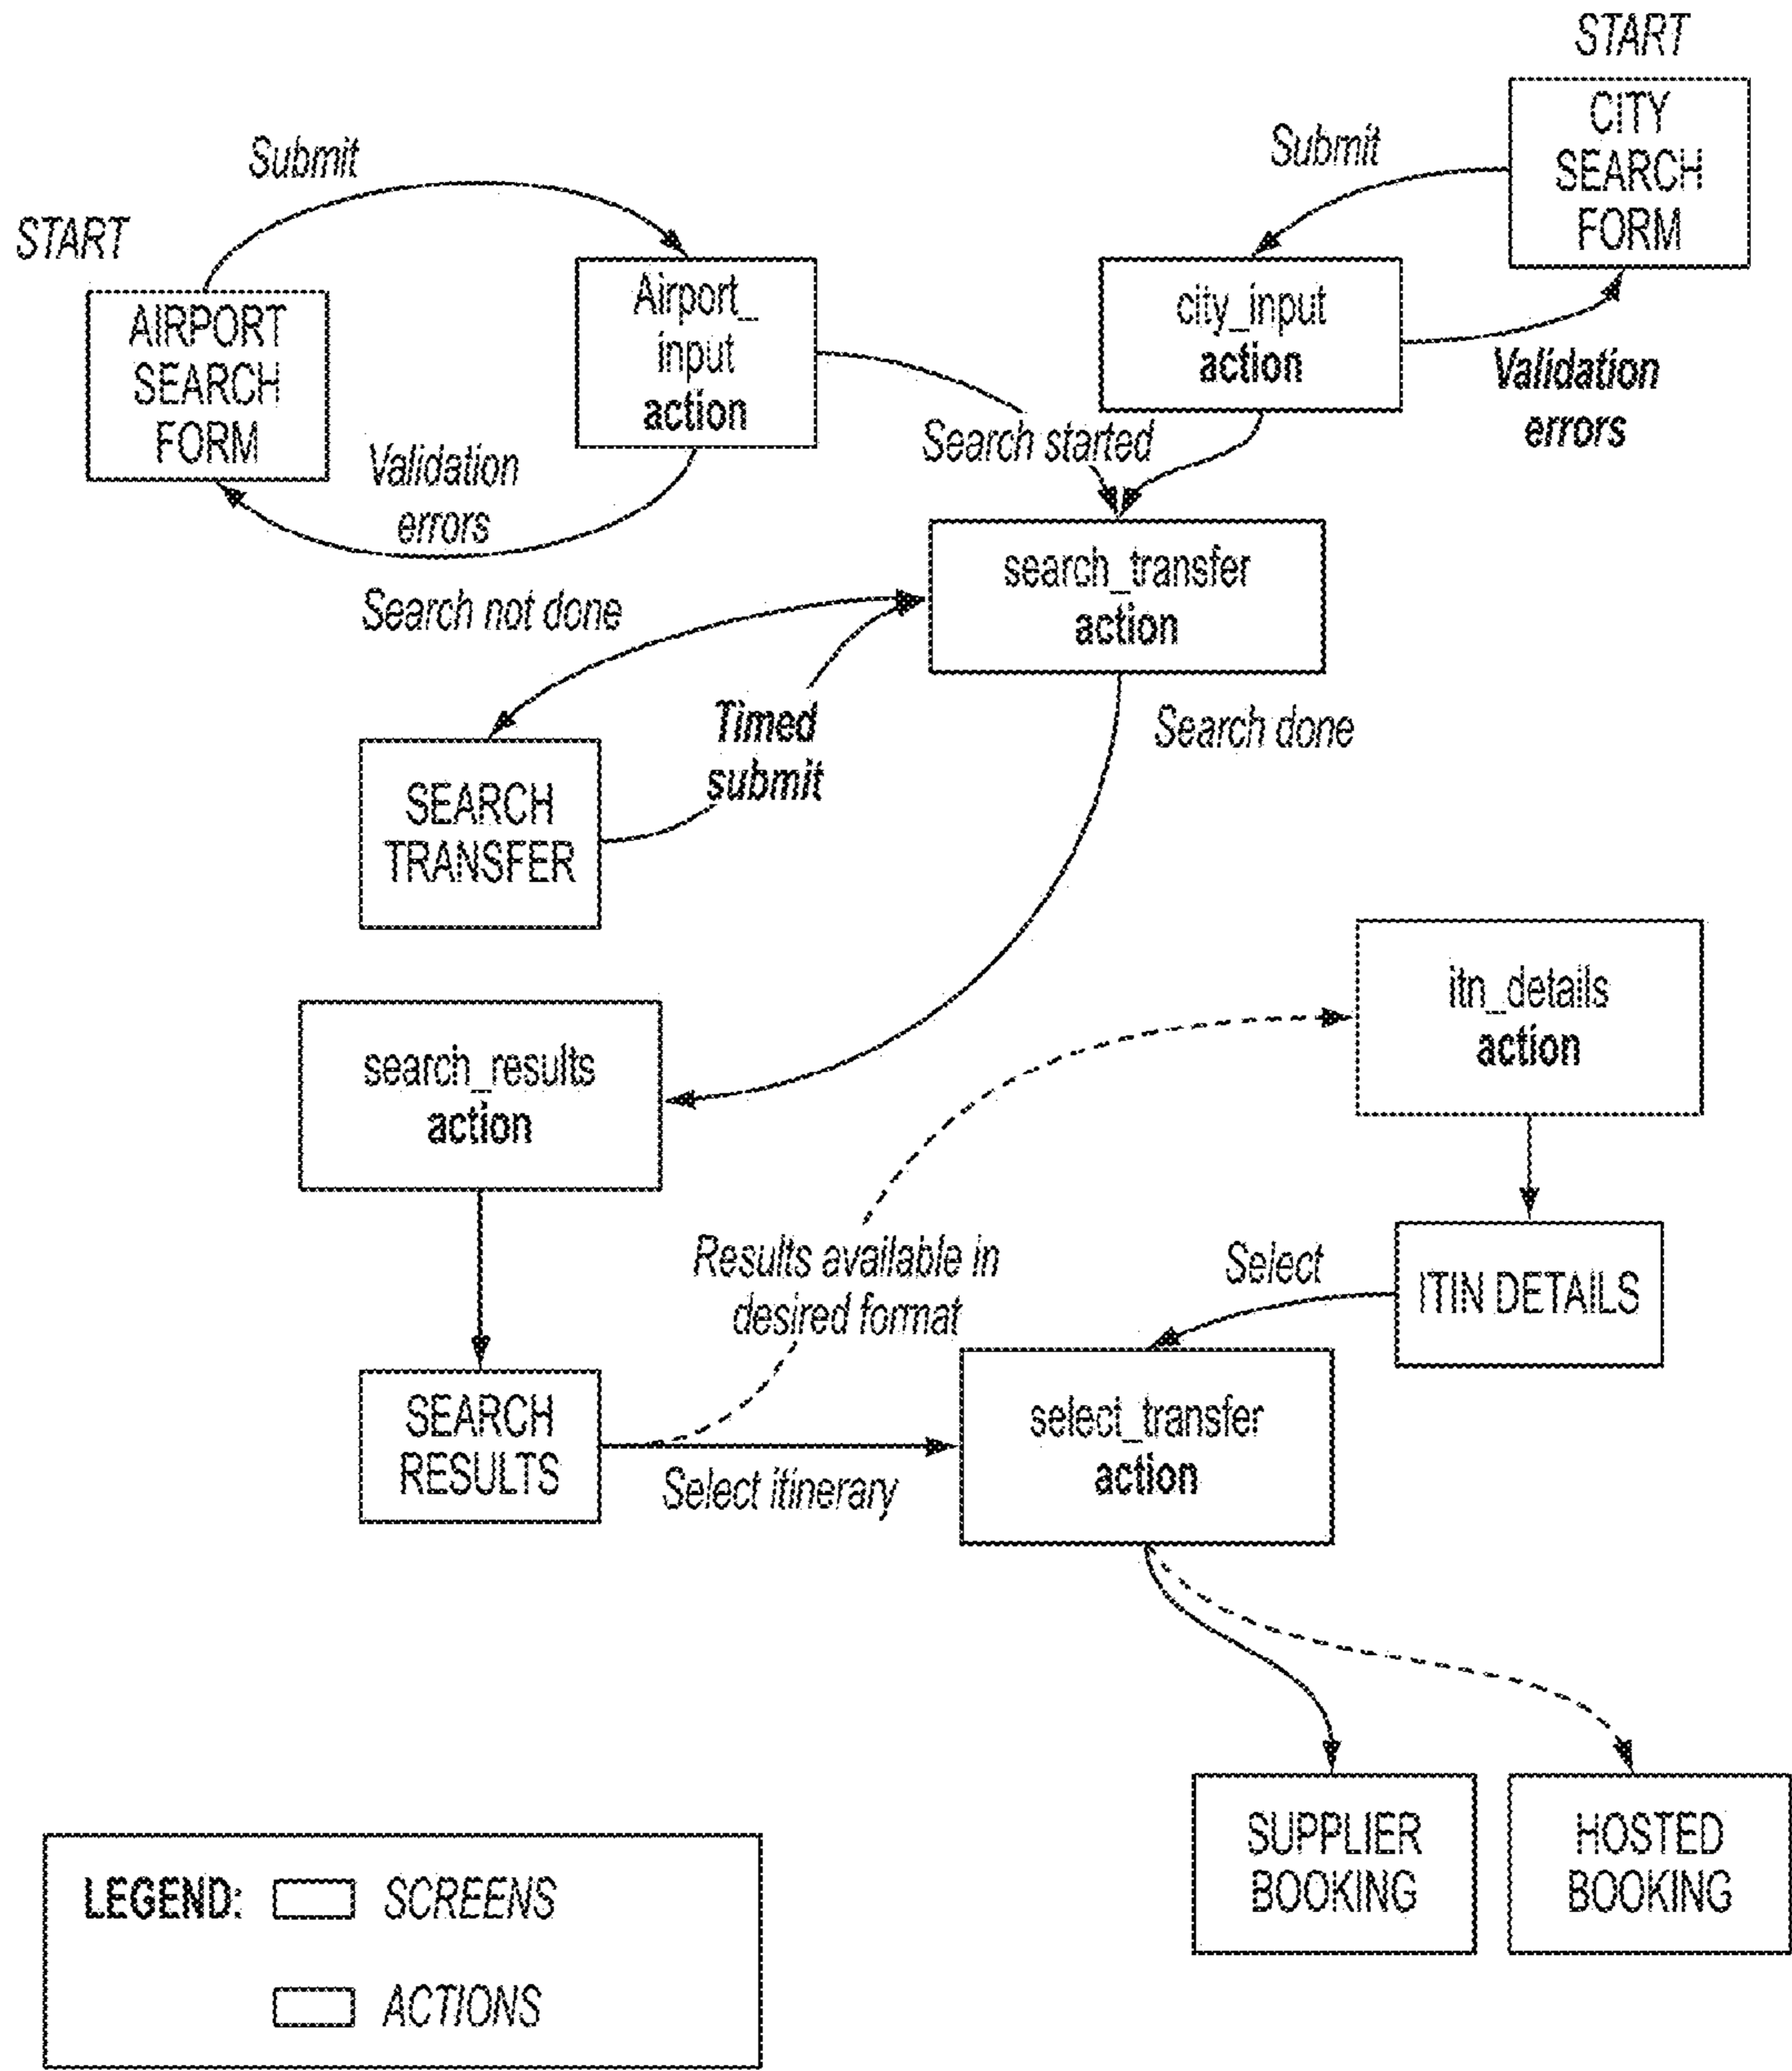 START
CITY
SEARCH
FORM
Submit
Submit
START
AIRPORT
SEARCH
FORM
Airport_
input
action
city_input
action
Validation
errors
Validation
errors
Search started
search_transfer
action
Search not done
Timed
submit
Search done
SEARCH
TRANSFER
itn_details
action
search_results
action
Results available in
desired format
Select
ITIN DETAILS
SEARCH
RESULTS
Select itinerary
select_transfer
action
SUPPLIER
BOOKING
HOSTED
BOOKING
LEGEND: SCREENS
ACTIONS